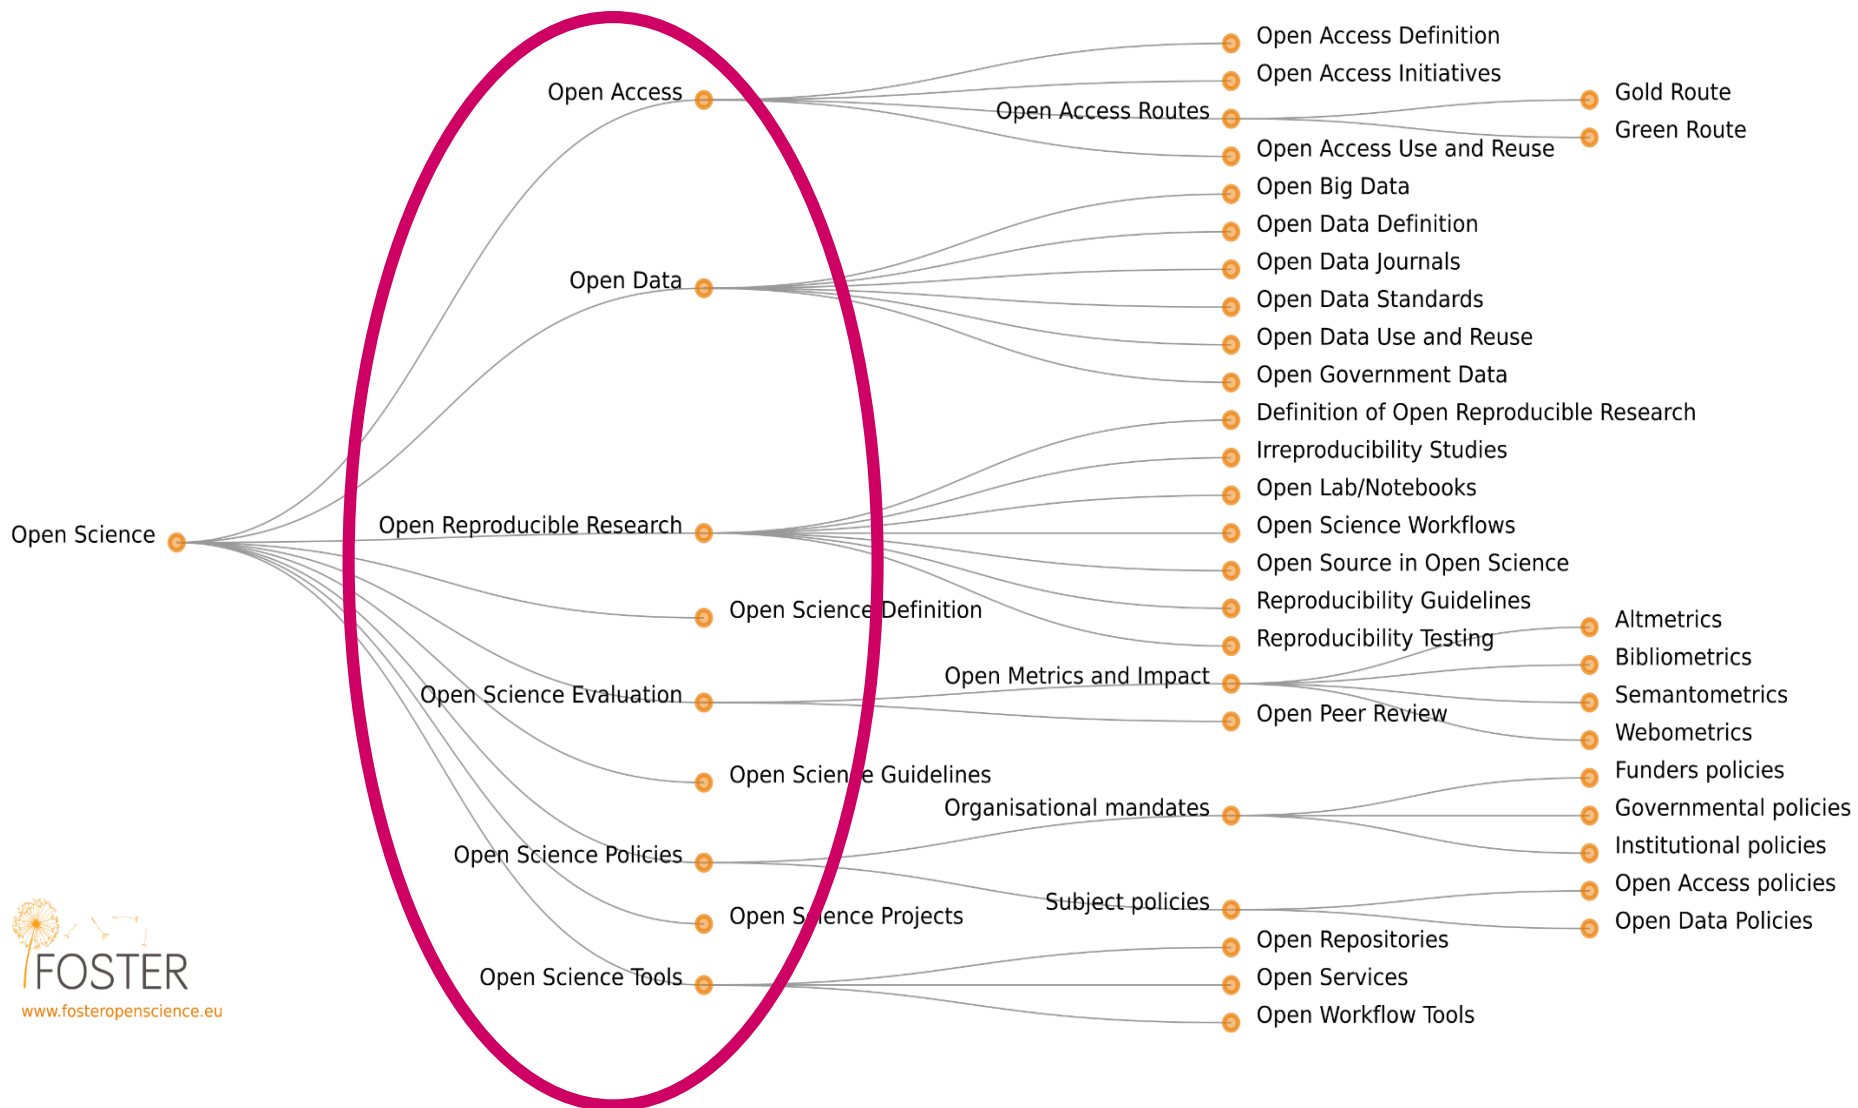 Open Science
Open Access
Open Access Definition
Open Access Initiatives
Open Access Routes
Gold Route
Green Route
Open Access Use and Reuse
Open Data
Open Big Data
Open Data Definition
Open Data Journals
Open Data Standards
Open Data Use and Reuse
Open Government Data
Open Reproducible Research
Definition of Open Reproducible Research
Irreproducibility Studies
Open Lab/Notebooks
Open Science Workflows
Open Source in Open Science
Reproducibility Guidelines
Reproducibility Testing
Open Science Definition
Open Science Evaluation
Open Metrics and Impact
Altmetrics
Bibliometrics
Semantometrics
Webometrics
Open Peer Review
Open Science Guidelines
Open Science Policies
Organisational mandates
Funders policies
Governmental policies
Institutional policies
Subject policies
Open Access policies
Open Data Policies
Open Science Projects
Open Science Tools
Open Repositories
Open Services
Open Workflow Tools
FOSTER
www.fosteropenscience.eu